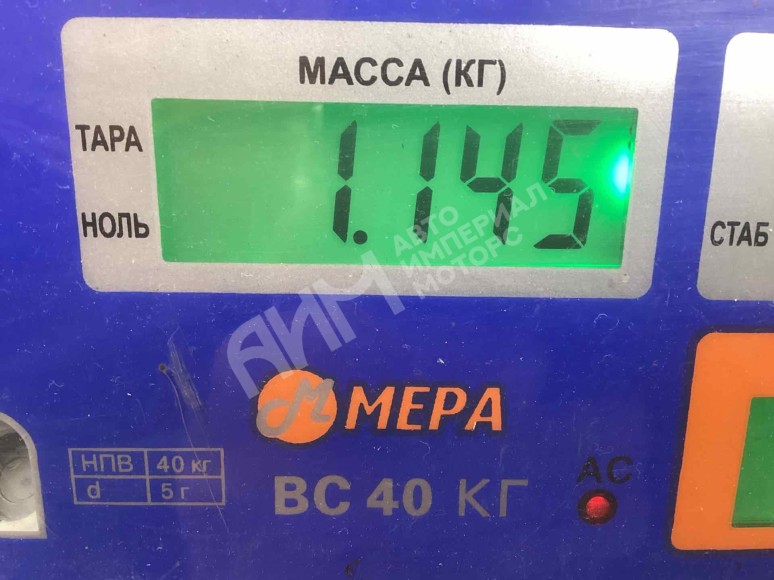 МАССА (КГ)
ТАРА
1.145
НОЛЬ
СТАБ
АИМ
АВТО
ИМПЕРИАЛ
МОТОРС
М МЕРА
НПВ 40 кг
d 5 г
ВС 40 КГ
AC